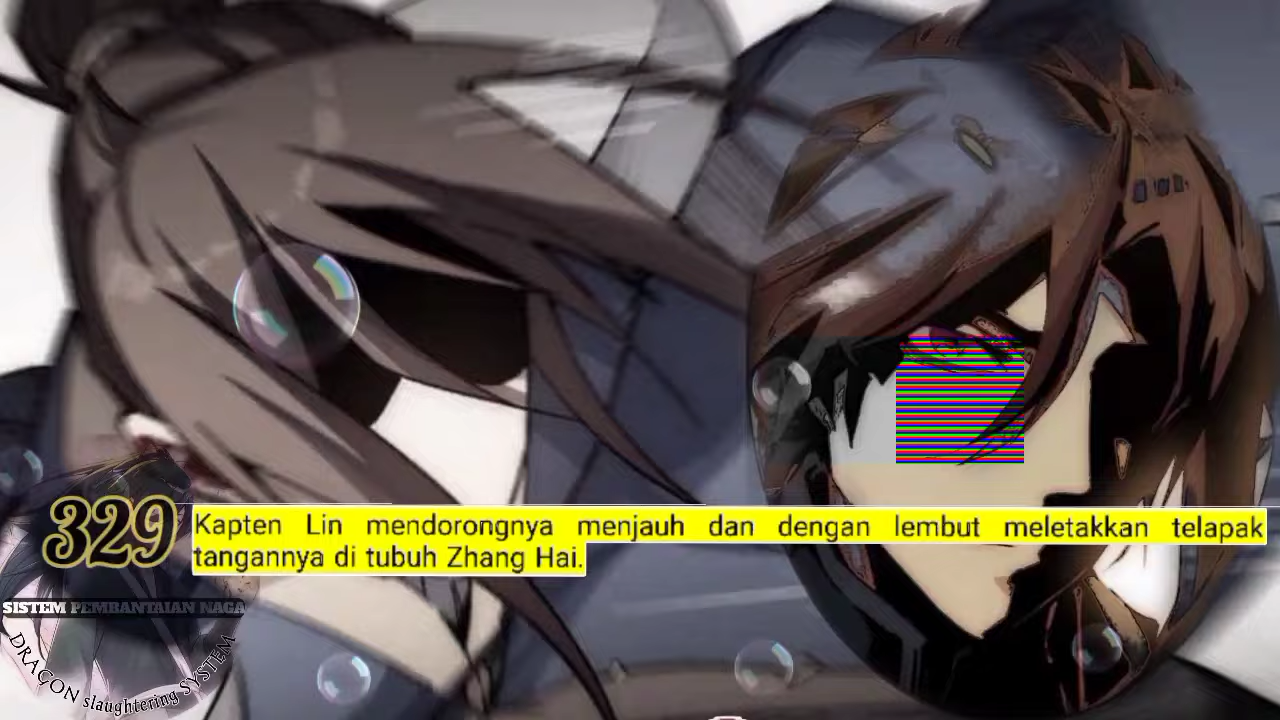 329
Kapten Lin mendorongnya menjauh dan dengan lembut meletakkan telapak
tangannya di tubuh Zhang Hai.
SISTEM PEMBANTAIAN NAGA
DRAGON slaughtering SYSTEM